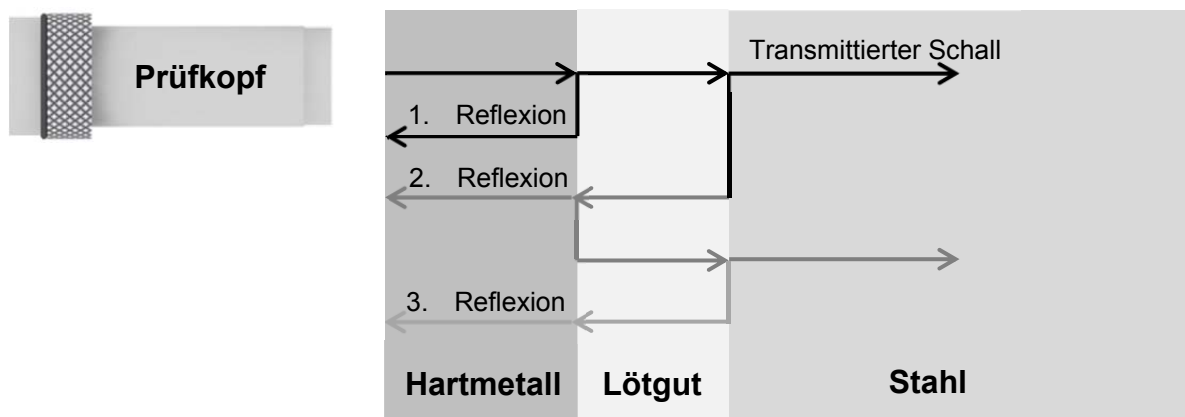 Prüfkopf
Transmittierter Schall
1. Reflexion
2. Reflexion
3. Reflexion
Hartmetall Lötgut Stahl